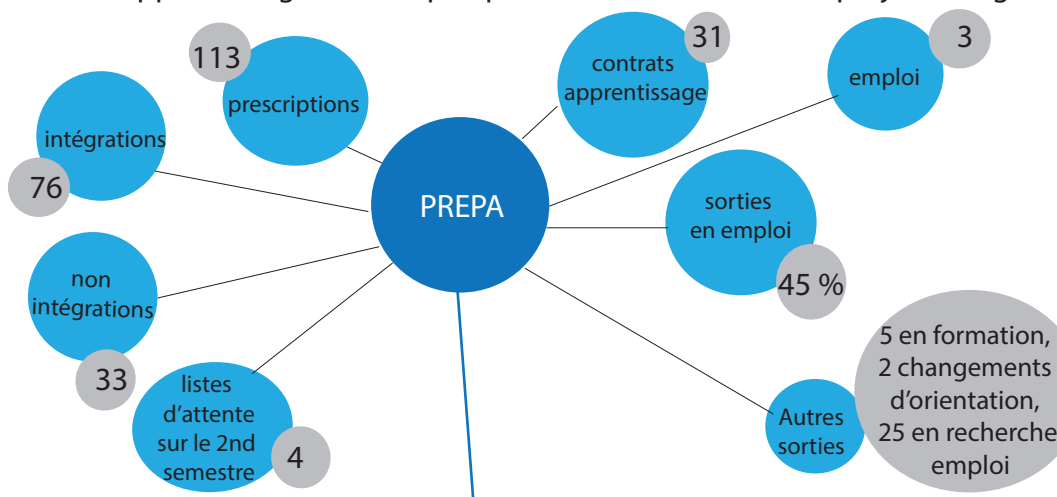 113
prescriptions
31
contrats
apprentissage
3
emploi
intégrations
76
PREPA
sorties
en emploi
45 %
non
intégrations
33
listes
d'attente
sur le 2nd
semestre
4
Autres
sorties
5 en formation,
2 changements
d'orientation,
25 en recherche
emploi